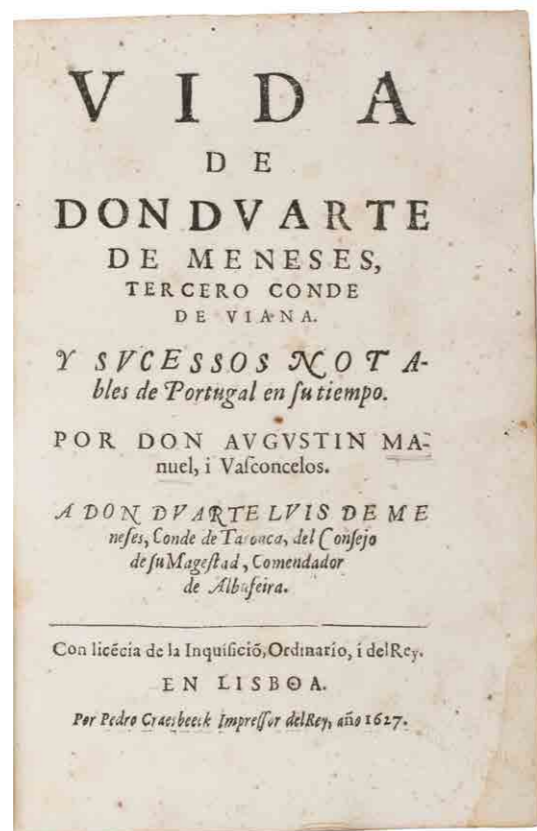 VIDA
DE
DON DVARTE
DE MENESES,
TERCERO CONDE
DE VIANA.
Y SVCESSOS NOTA-
bles de Portugal en ſu tiempo.
POR DON AVGVSTIN MA-
nuel, i Vaſconcelos.
A DON DVARTE LVIS DE ME
neſes, Conde de Tarouca, del Conſejo
de ſu Mageſtad, Comendador
de Albufeira.
Con licēcia de la Inquiſiciō, Ordinario, i del Rey.
EN LISBOA.
Por Pedro Craesbeeck Impreſſor del Rey, año 1627.